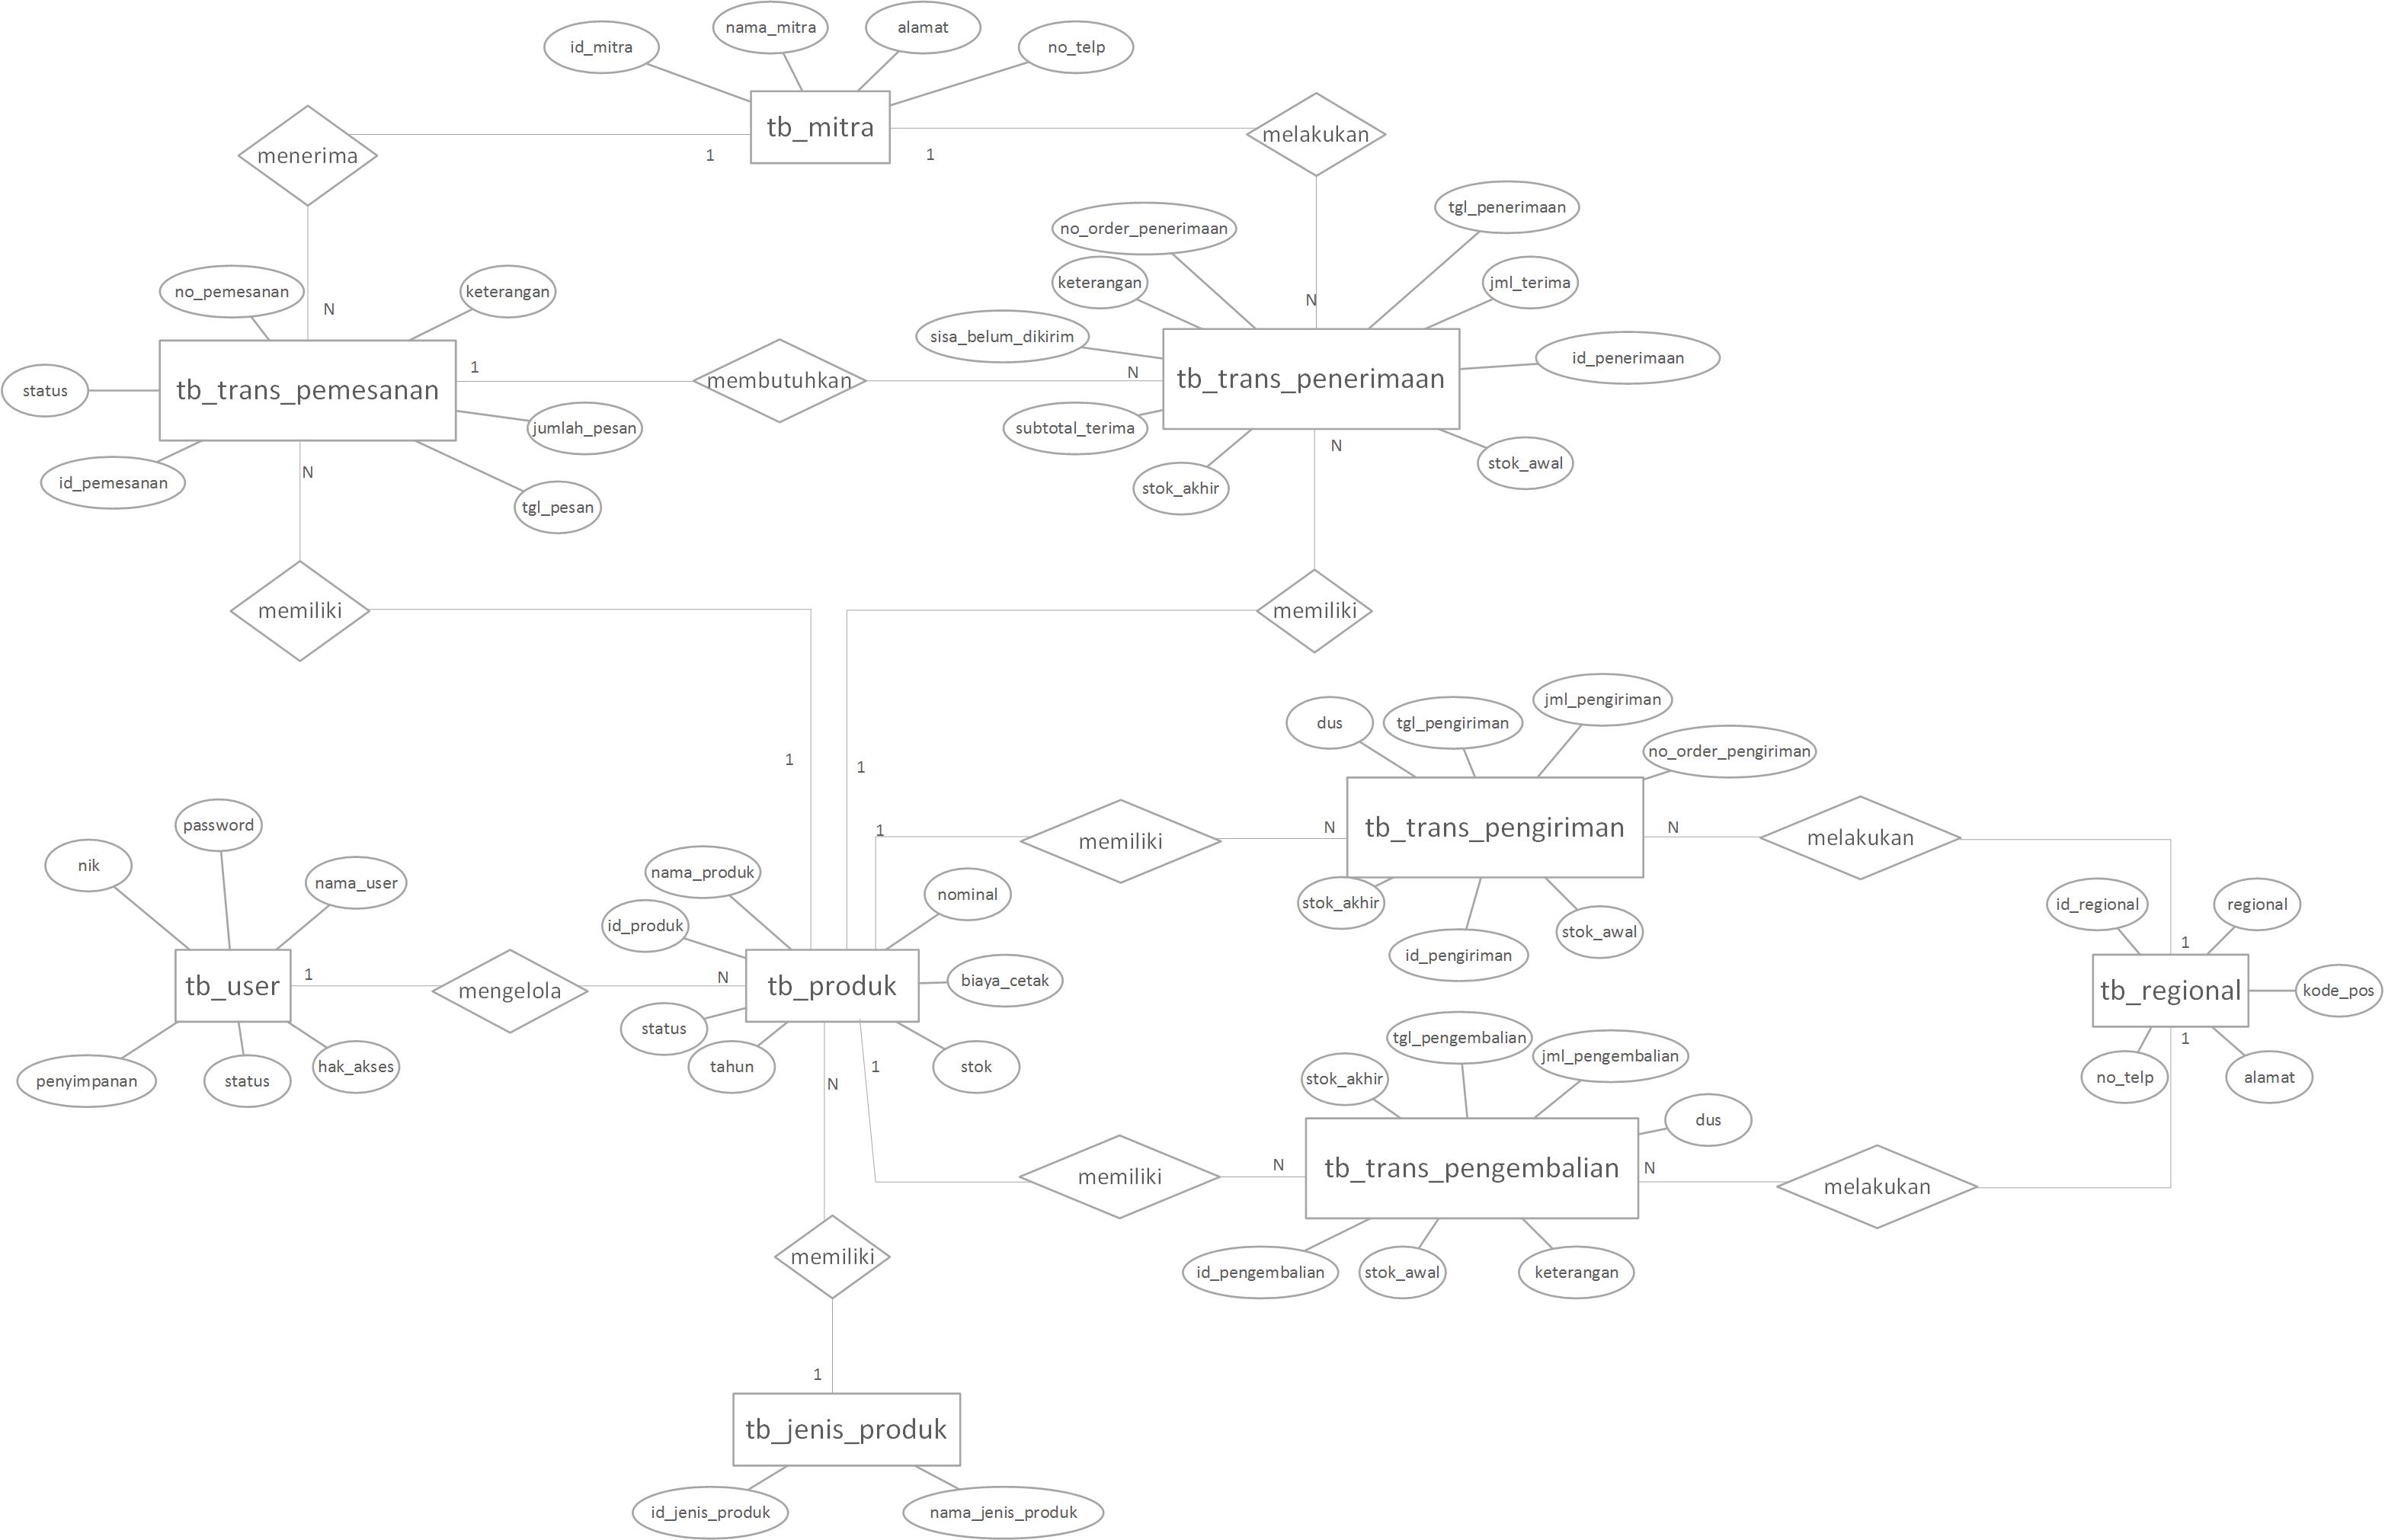 nama_mitra
alamat
id_mitra
no_telp
tb_mitra
melakukan
menerima
1
1
tgl_penerimaan
no_order_penerimaan
keterangan
jml_terima
no_pemesanan
keterangan
N
N
sisa_belum_dikirim
id_penerimaan
1
membutuhkan
N
tb_trans_penerimaan
status
tb_trans_pemesanan
jumlah_pesan
subtotal_terima
N
stok_awal
N
id_pemesanan
stok_akhir
tgl_pesan
memiliki
memiliki
jml_pengiriman
dus
tgl_pengiriman
no_order_pengiriman
1
1
password
1
N
tb_trans_pengiriman
N
melakukan
memiliki
nik
nama_produk
nama_user
nominal
stok_akhir
id_regional
regional
id_produk
stok_awal
1
id_pengiriman
1
N
biaya_cetak
tb_user
mengelola
tb_produk
tb_regional
kode_pos
status
tgl_pengembalian
1
jml_pengembalian
penyimpanan
status
hak_akses
tahun
N
1
stok
stok_akhir
no_telp
alamat
dus
N
tb_trans_pengembalian
N
memiliki
melakukan
memiliki
id_pengembalian
stok_awal
keterangan
1
tb_jenis_produk
id_jenis_produk
nama_jenis_produk